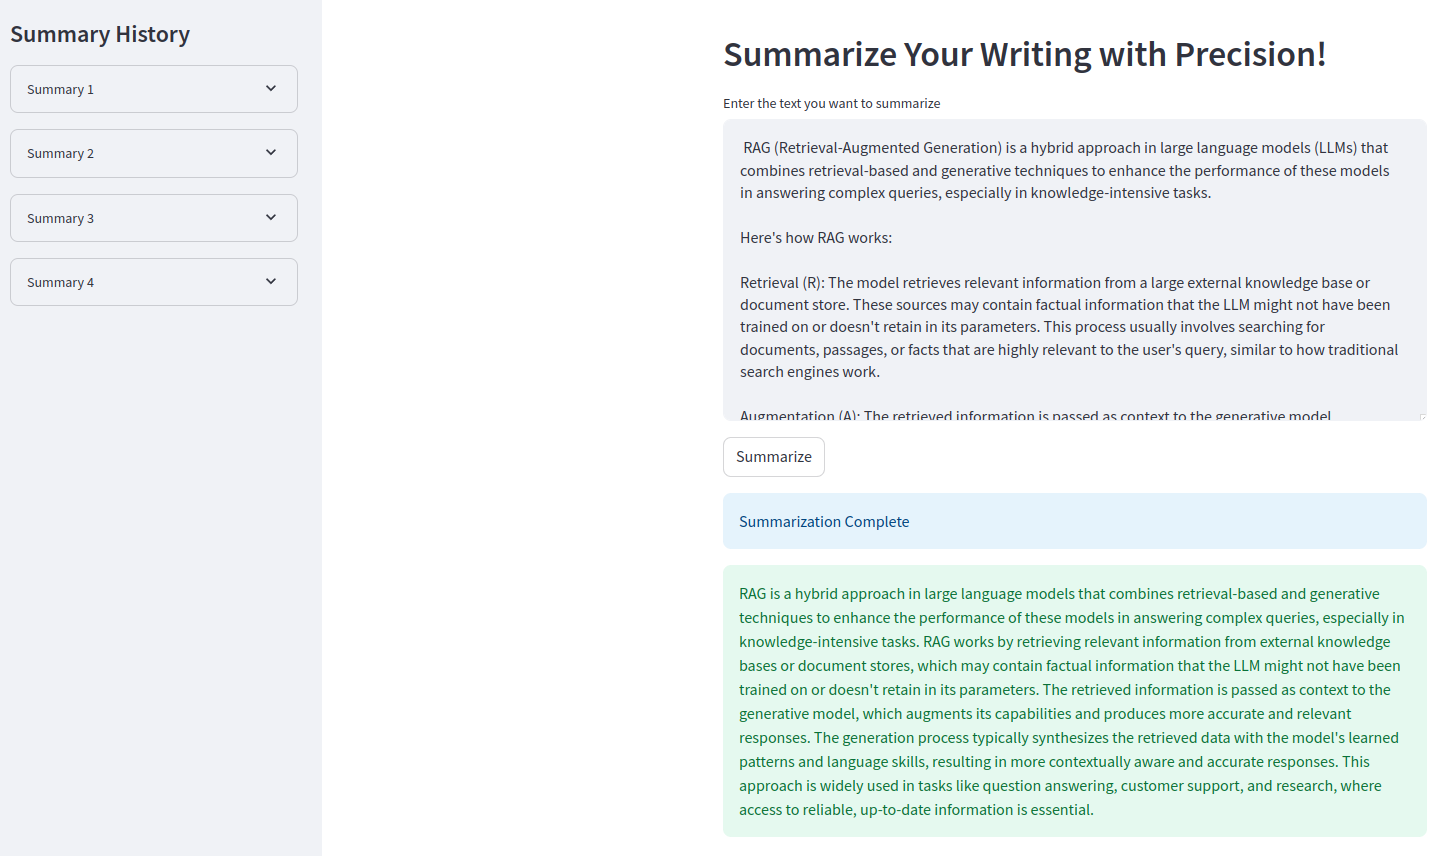 Summary History
Summary 1
Summary 2
Summary 3
Summary 4
Summarize Your Writing with Precision!
Enter the text you want to summarize
RAG (Retrieval-Augmented Generation) is a hybrid approach in large language models (LLMs) that
combines retrieval-based and generative techniques to enhance the performance of these models
in answering complex queries, especially in knowledge-intensive tasks.
Here's how RAG works:
Retrieval (R): The model retrieves relevant information from a large external knowledge base or
document store. These sources may contain factual information that the LLM might not have been
trained on or doesn't retain in its parameters. This process usually involves searching for
documents, passages, or facts that are highly relevant to the user's query, similar to how traditional
search engines work.
Augmentation (A): The retrieved information is passed as context to the generative model
Summarize
Summarization Complete
RAG is a hybrid approach in large language models that combines retrieval-based and generative
techniques to enhance the performance of these models in answering complex queries, especially in
knowledge-intensive tasks. RAG works by retrieving relevant information from external knowledge
bases or document stores, which may contain factual information that the LLM might not have been
trained on or doesn't retain in its parameters. The retrieved information is passed as context to the
generative model, which augments its capabilities and produces more accurate and relevant
responses. The generation process typically synthesizes the retrieved data with the model's learned
patterns and language skills, resulting in more contextually aware and accurate responses. This
approach is widely used in tasks like question answering, customer support, and research, where
access to reliable, up-to-date information is essential.